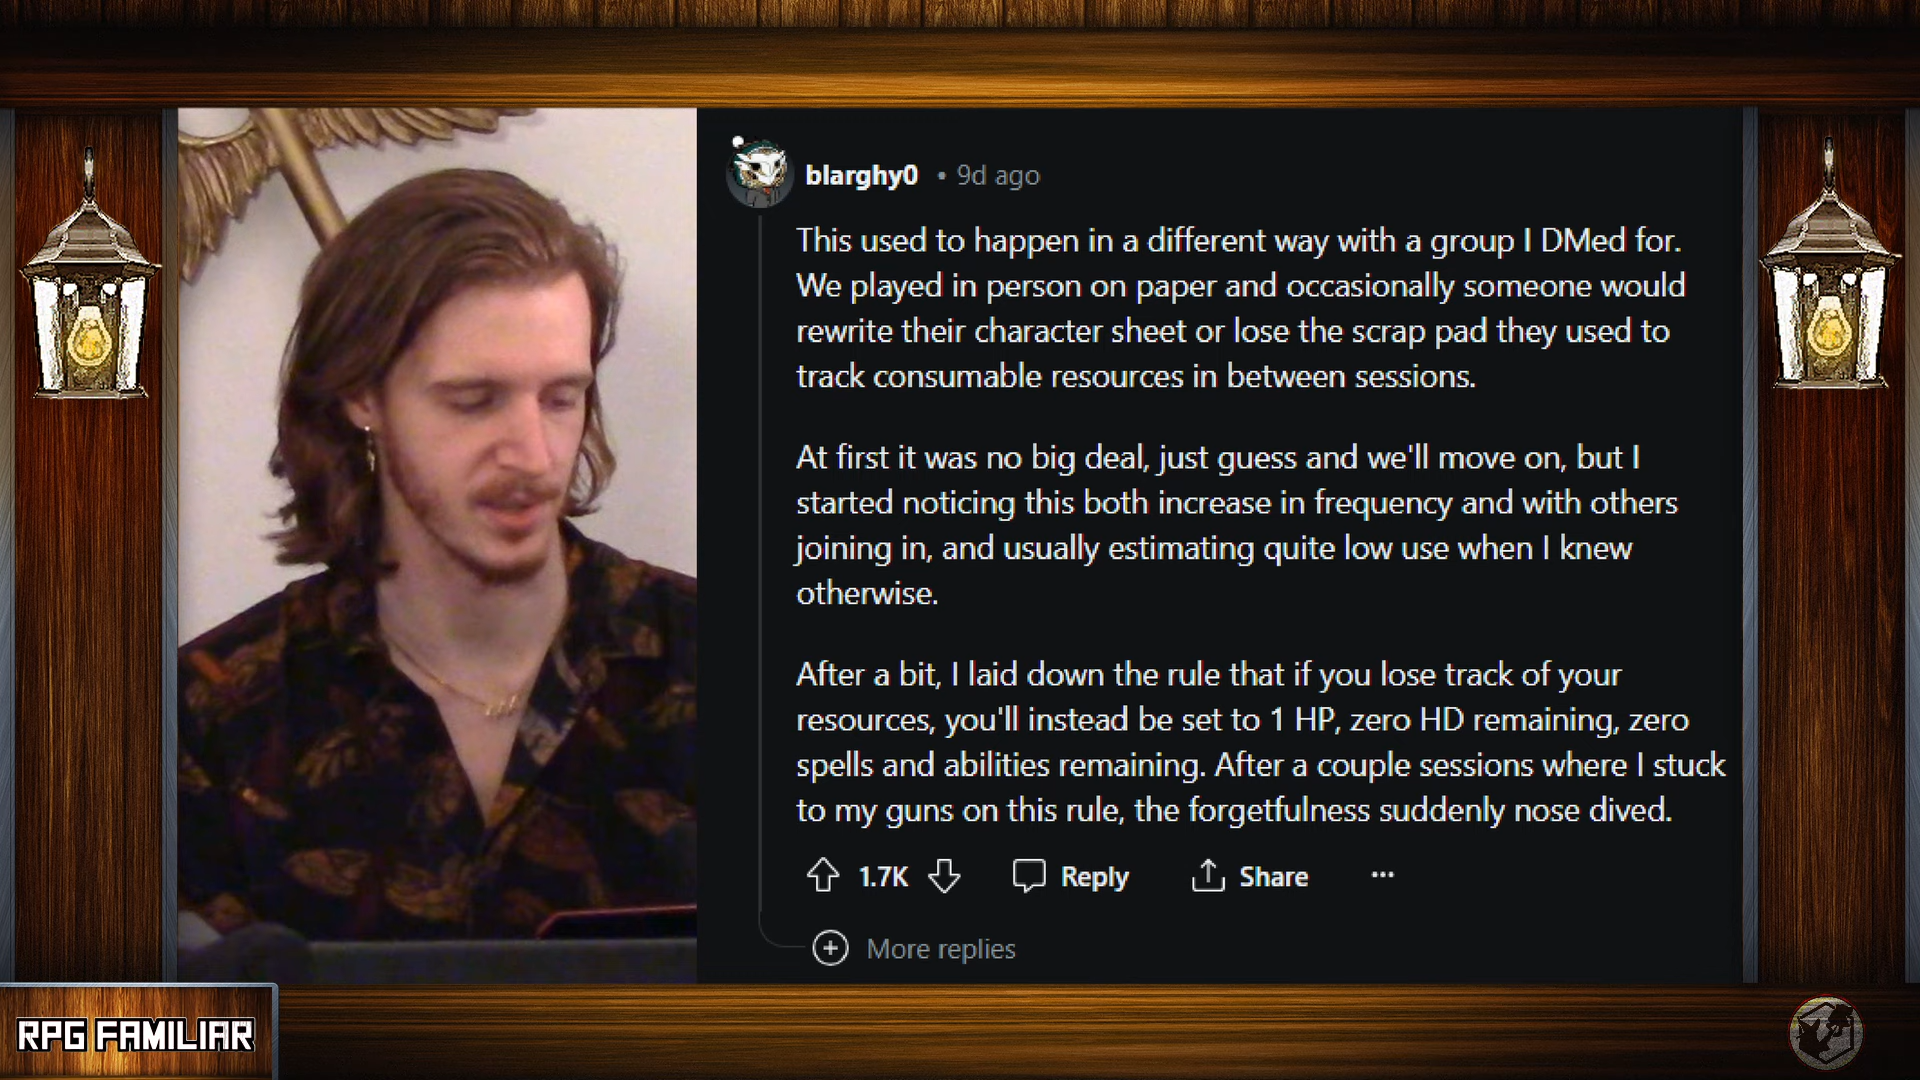 blarghy0 • 9d ago
This used to happen in a different way with a group I DMed for.
We played in person on paper and occasionally someone would
rewrite their character sheet or lose the scrap pad they used to
track consumable resources in between sessions.
At first it was no big deal, just guess and we'll move on, but I
started noticing this both increase in frequency and with others
joining in, and usually estimating quite low use when I knew
otherwise.
After a bit, I laid down the rule that if you lose track of your
resources, you'll instead be set to 1 HP, zero HD remaining, zero
spells and abilities remaining. After a couple sessions where I stuck
to my guns on this rule, the forgetfulness suddenly nose dived.
1.7K Reply Share ...
More replies
RPG FAMILIAR